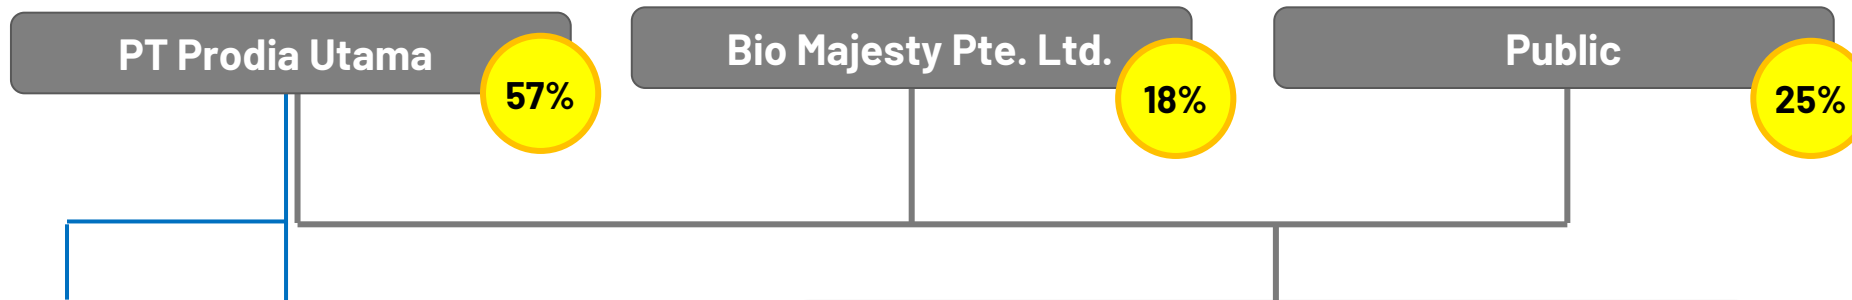 PT Prodia Utama
57%
Bio Majesty Pte. Ltd.
18%
Public
25%